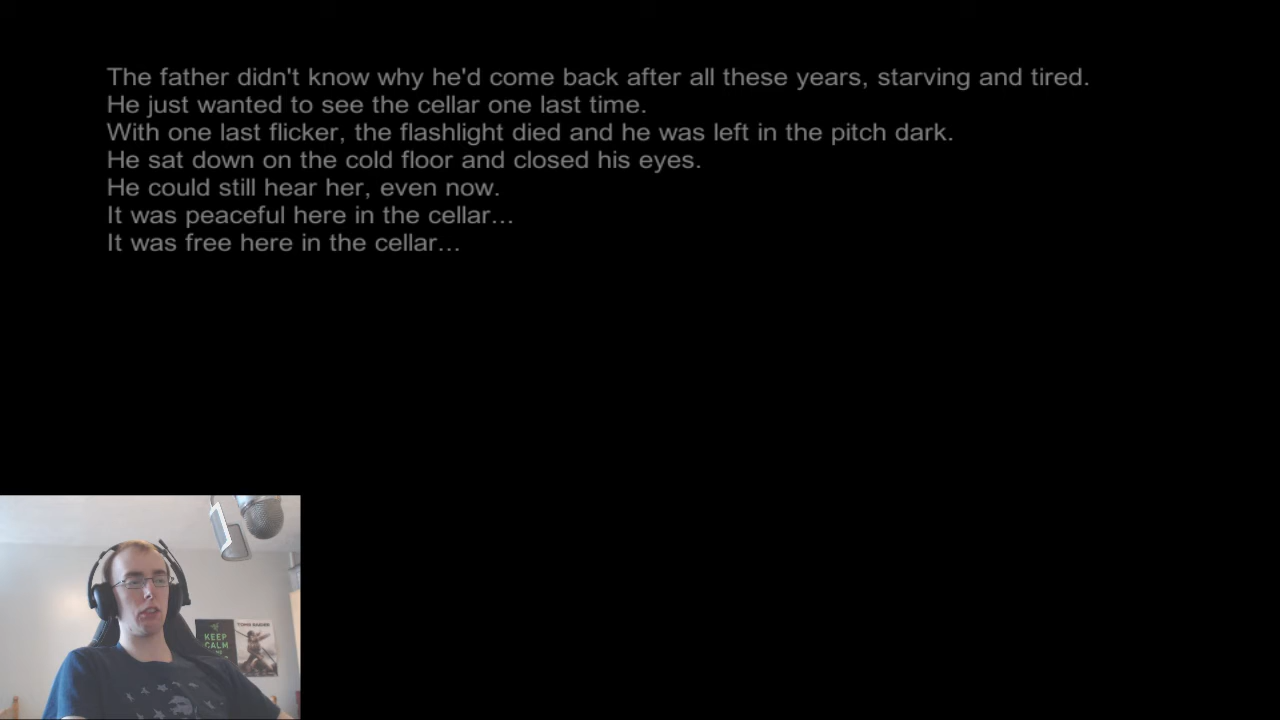 The father didn't know why he'd come back after all these years, starving and tired.
He just wanted to see the cellar one last time.
With one last flicker, the flashlight died and he was left in the pitch dark.
He sat down on the cold floor and closed his eyes.
He could still hear her, even now.
It was peaceful here in the cellar...
It was free here in the cellar...
KEEP
CALM
TOMB RAIDER